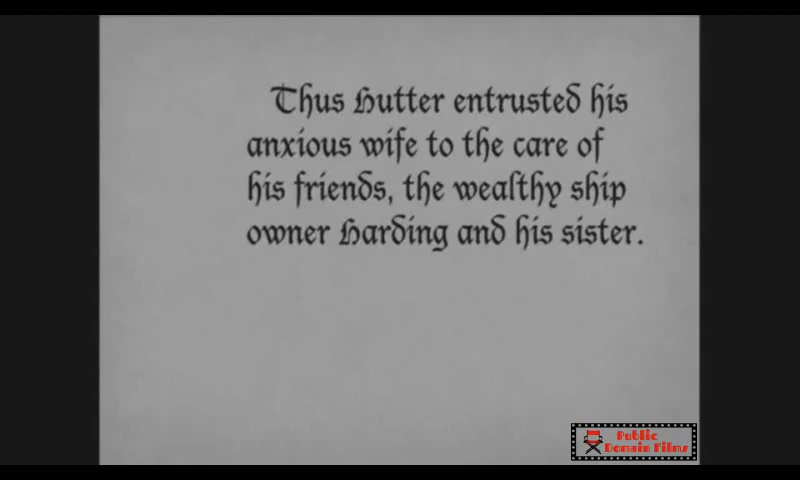 Thus Hutter entrusted his
anxious wife to the care of
his friends, the wealthy ship
owner Harding and his sister.
Public
Domain Films